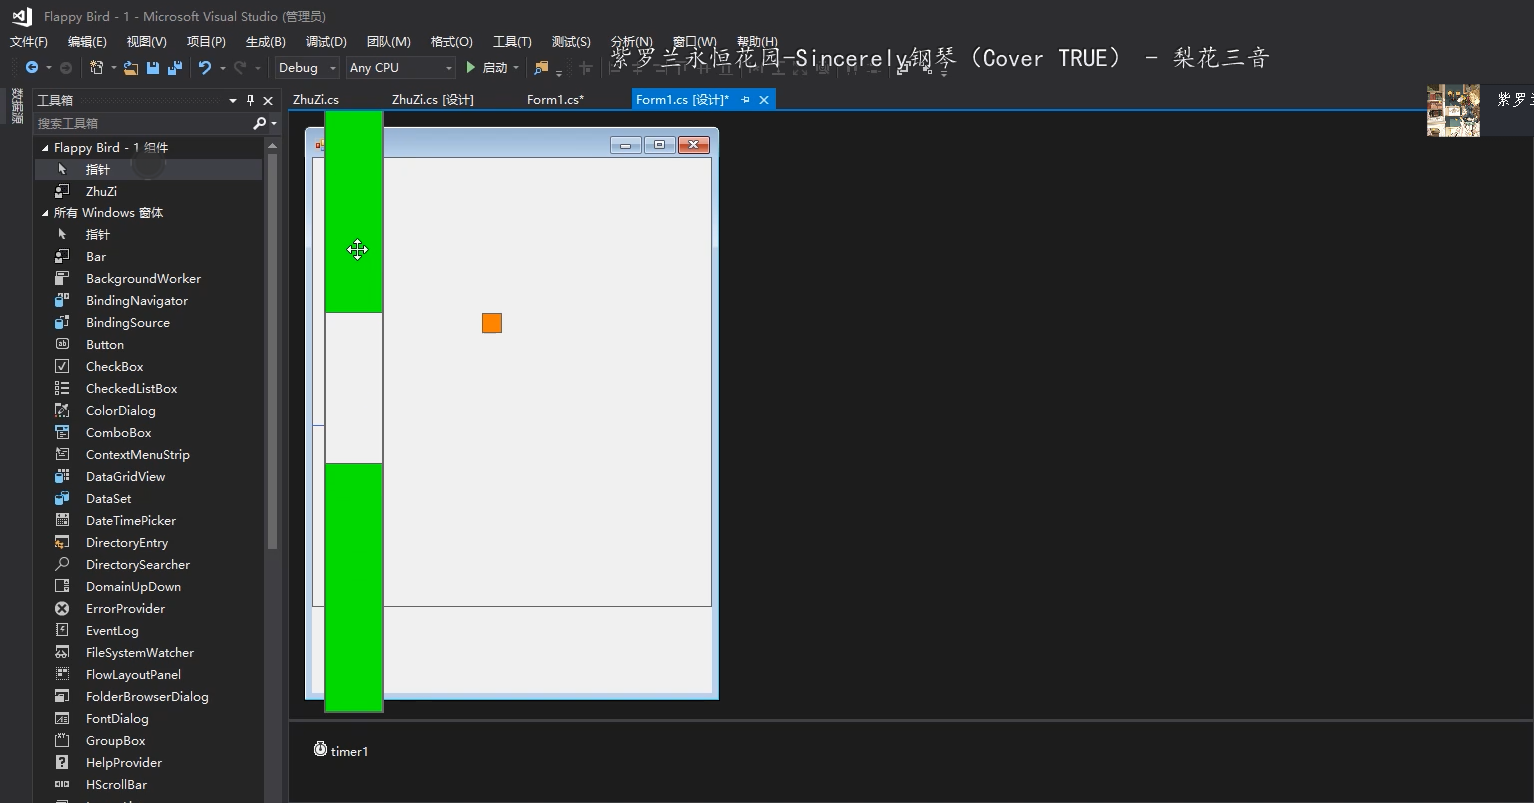 Flappy Bird - 1 - Microsoft Visual Studio (管理员)
文件(F) 编辑(E) 视图(V) 项目(P) 生成(B) 调试(D) 团队(M) 格式(O) 工具(T) 测试(S) 分析(N) 窗口(W) 帮助(H)
紫罗兰永恒花园-Sincerely钢琴（Cover TRUE） - 梨花三音
Debug Any CPU 启动
紫罗兰
数据源
工具箱
ZhuZi.cs ZhuZi.cs [设计] Form1.cs* Form1.cs [设计]*
搜索工具箱
Flappy Bird - 1 组件
指针
ZhuZi
所有 Windows 窗体
指针
Bar
BackgroundWorker
BindingNavigator
BindingSource
Button
CheckBox
CheckedListBox
ColorDialog
ComboBox
ContextMenuStrip
DataGridView
DataSet
DateTimePicker
DirectoryEntry
DirectorySearcher
DomainUpDown
ErrorProvider
EventLog
FileSystemWatcher
FlowLayoutPanel
FolderBrowserDialog
FontDialog
GroupBox
HelpProvider
HScrollBar
timer1